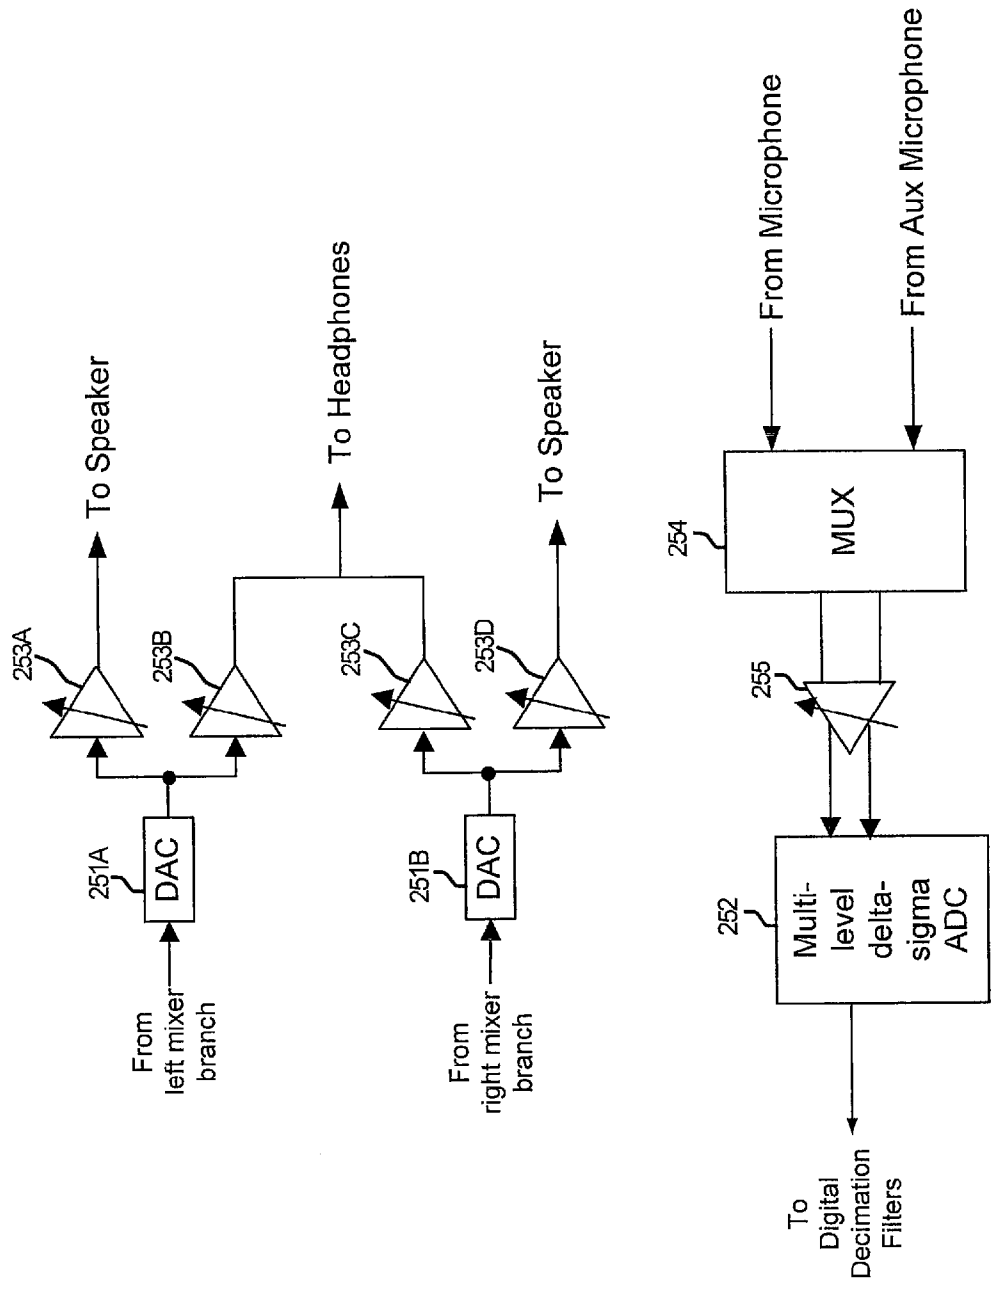 From
left mixer
branch
251A
DAC
253A
To Speaker
253B
To Headphones
From
right mixer
branch
251B
DAC
253C
253D
To Speaker
To
Digital
Decimation
Filters
252
Multi-
level
delta-
sigma
ADC
255
254
MUX
From Microphone
From Aux Microphone